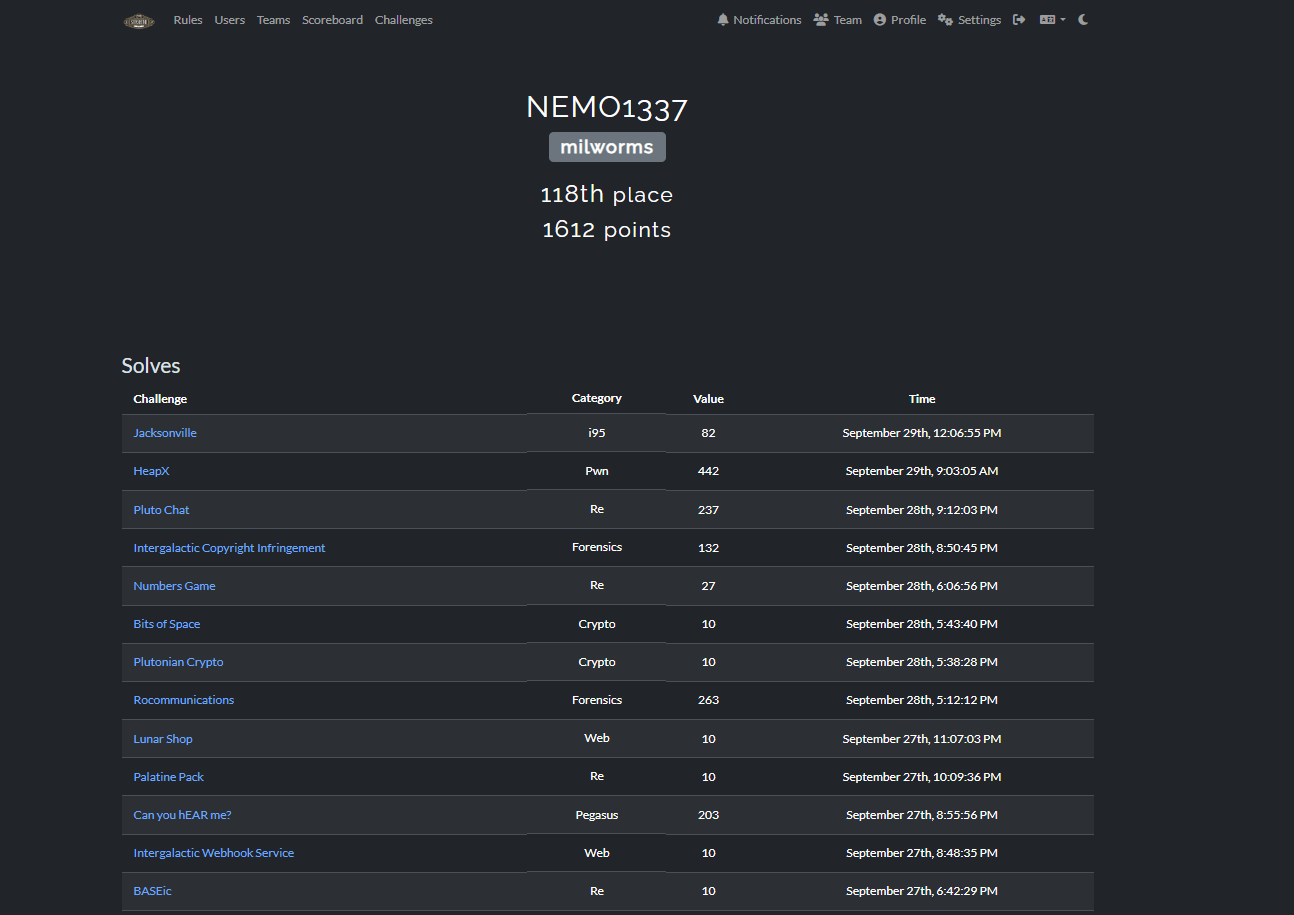 Rules Users Teams Scoreboard Challenges Notifications Team Profile Settings
NEMO1337
milworms
118th place
1612 points
Solves
Challenge Category Value Time
Jacksonville i95 82 September 29th, 12:06:55 PM
HeapX Pwn 442 September 29th, 9:03:05 AM
Pluto Chat Re 237 September 28th, 9:12:03 PM
Intergalactic Copyright Infringement Forensics 132 September 28th, 8:50:45 PM
Numbers Game Re 27 September 28th, 6:06:56 PM
Bits of Space Crypto 10 September 28th, 5:43:40 PM
Plutonian Crypto Crypto 10 September 28th, 5:38:28 PM
Rocommunications Forensics 263 September 28th, 5:12:12 PM
Lunar Shop Web 10 September 27th, 11:07:03 PM
Palatine Pack Re 10 September 27th, 10:09:36 PM
Can you hEAR me? Pegasus 203 September 27th, 8:55:56 PM
Intergalactic Webhook Service Web 10 September 27th, 8:48:35 PM
BASEic Re 10 September 27th, 6:42:29 PM